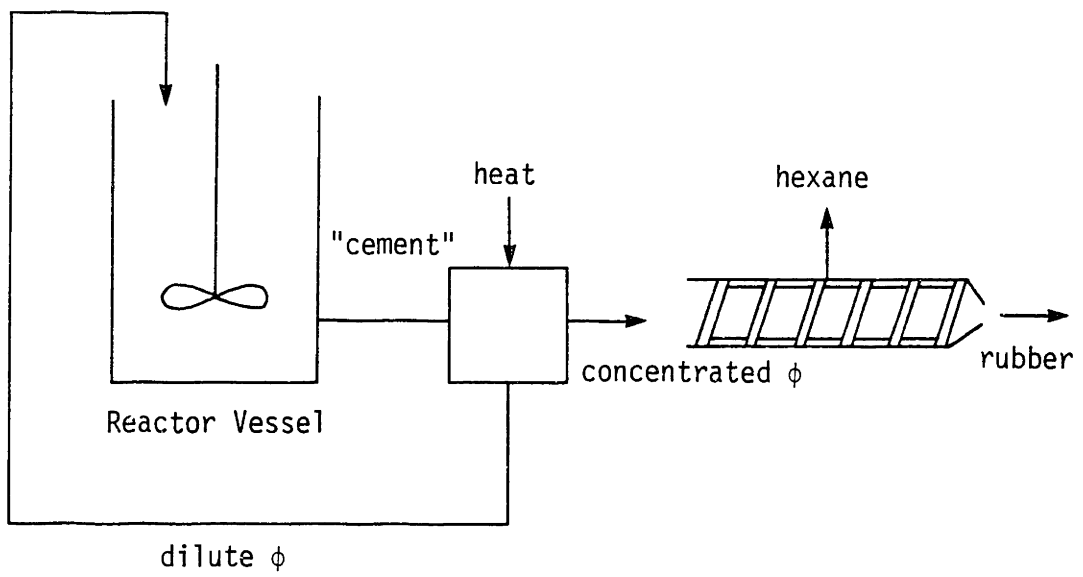 heat
hexane
"cement"
concentrated ϕ
rubber
Reactor Vessel
dilute ϕ